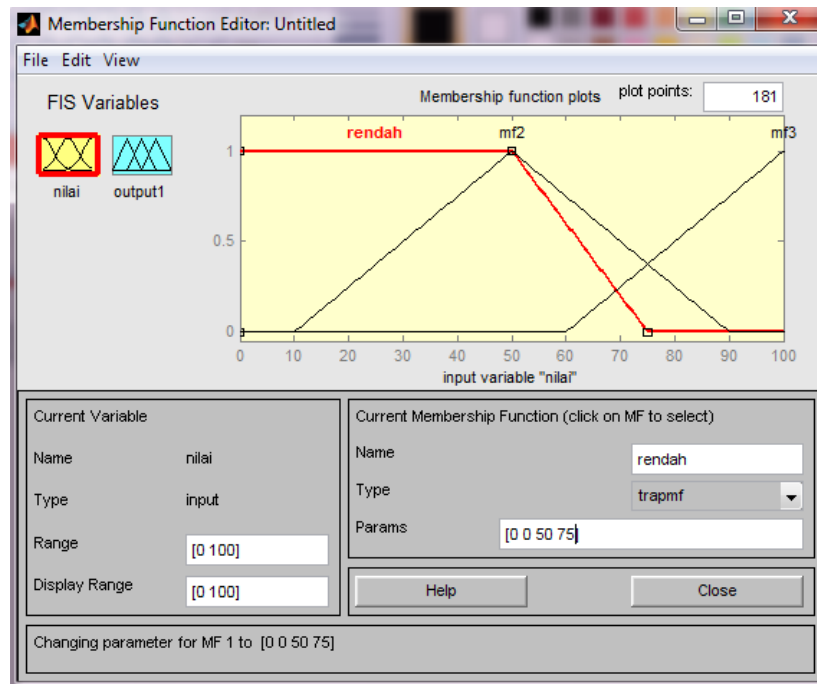 Membership Function Editor: Untitled
File Edit View
FIS Variables
Membership function plots plot points: 181
nilai output1
rendah mf2 mf3
1
0.5
0
0 10 20 30 40 50 60 70 80 90 100
input variable "nilai"
Current Variable
Name nilai
Type input
Range [0 100]
Display Range [0 100]
Current Membership Function (click on MF to select)
Name rendah
Type trapmf
Params [0 0 50 75]
Help Close
Changing parameter for MF 1 to [0 0 50 75]